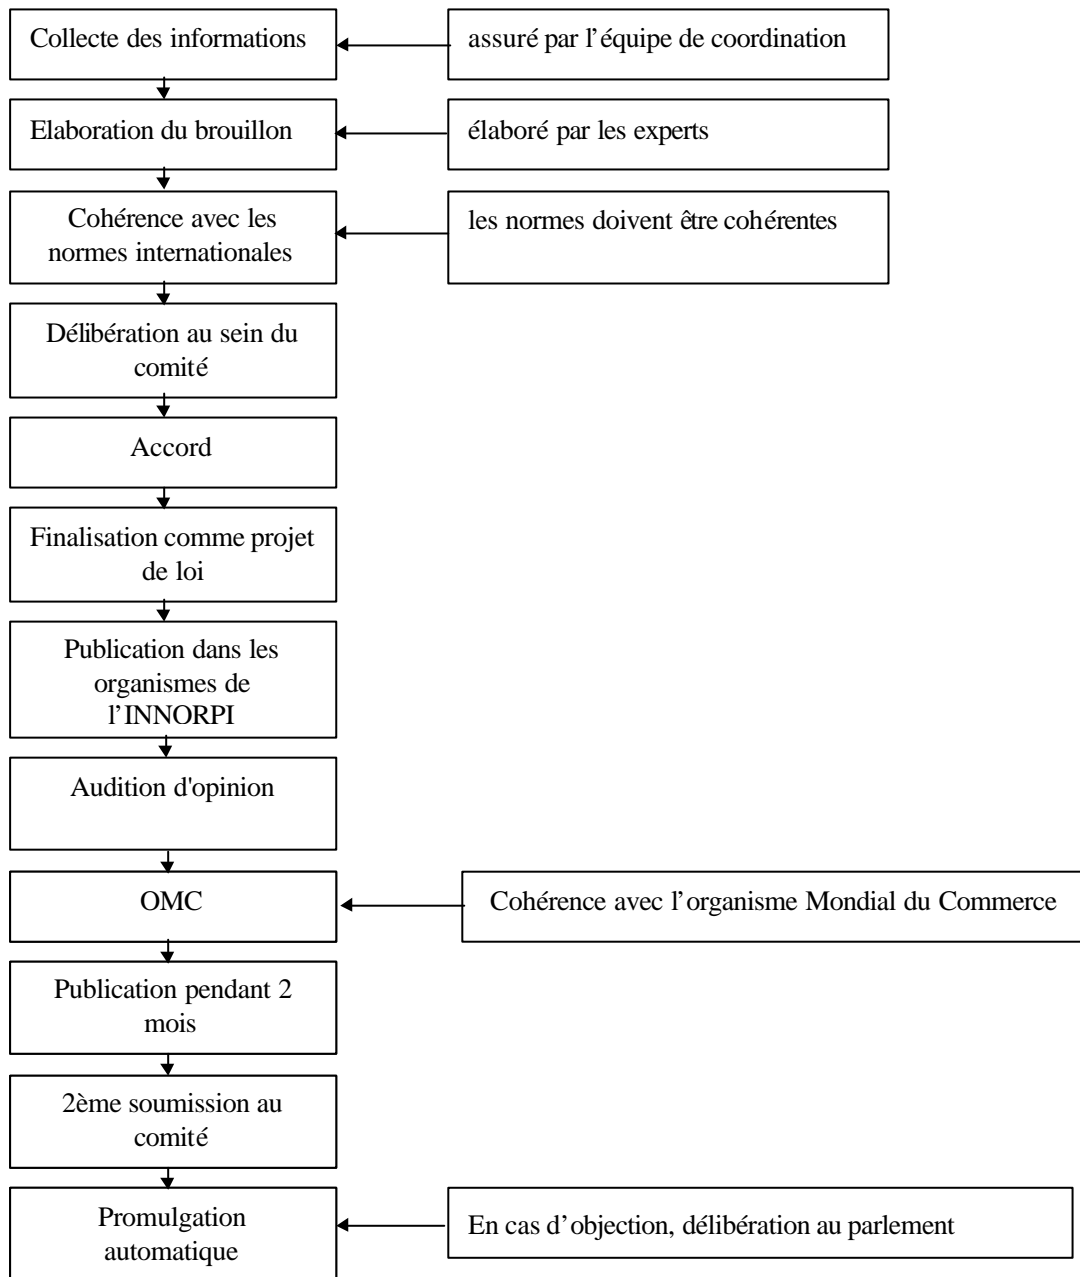 Collecte des informations
assuré par l’équipe de coordination
Elaboration du brouillon
élaboré par les experts
Cohérence avec les
normes internationales
les normes doivent être cohérentes
Délibération au sein du
comité
Accord
Finalisation comme projet
de loi
Publication dans les
organismes de
l’INNORPI
Audition d'opinion
OMC
Cohérence avec l’organisme Mondial du Commerce
Publication pendant 2
mois
2ème soumission au
comité
Promulgation
automatique
En cas d’objection, délibération au parlement